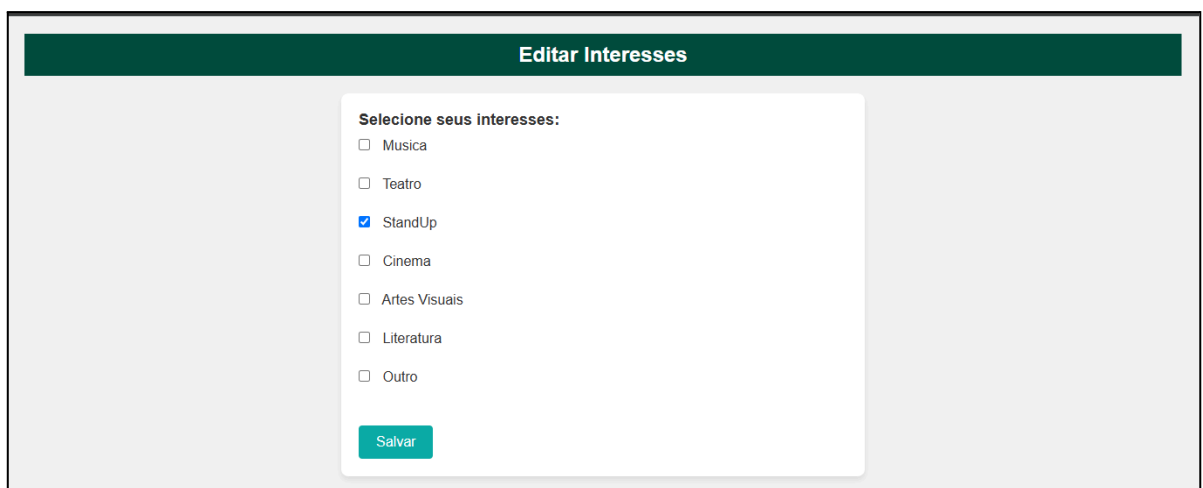 Editar Interesses
Selecione seus interesses:
Musica
Teatro
StandUp
Cinema
Artes Visuais
Literatura
Outro
Salvar